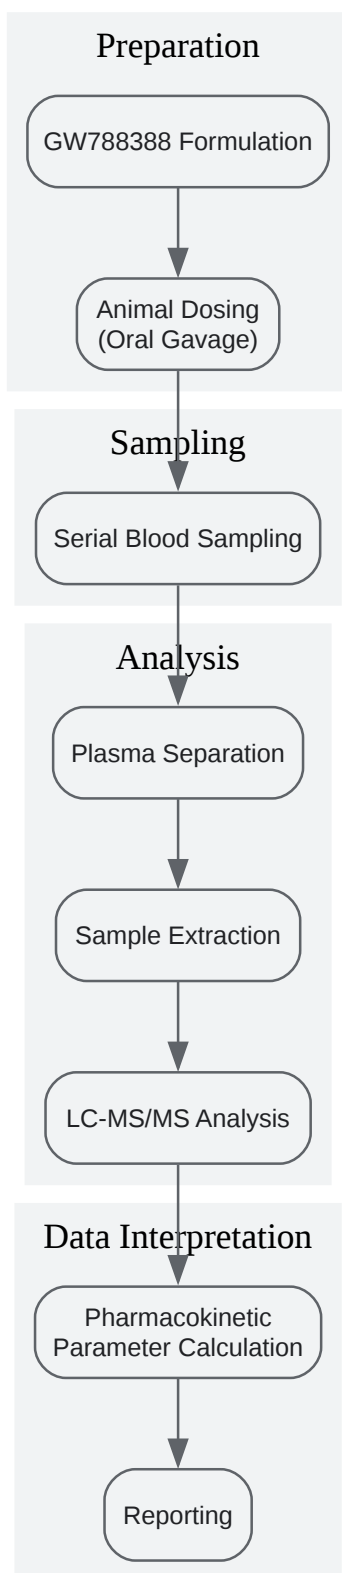 Preparation
GW788388 Formulation
Animal Dosing
(Oral Gavage)
Sampling
Serial Blood Sampling
Analysis
Plasma Separation
Sample Extraction
LC-MS/MS Analysis
Data Interpretation
Pharmacokinetic
Parameter Calculation
Reporting